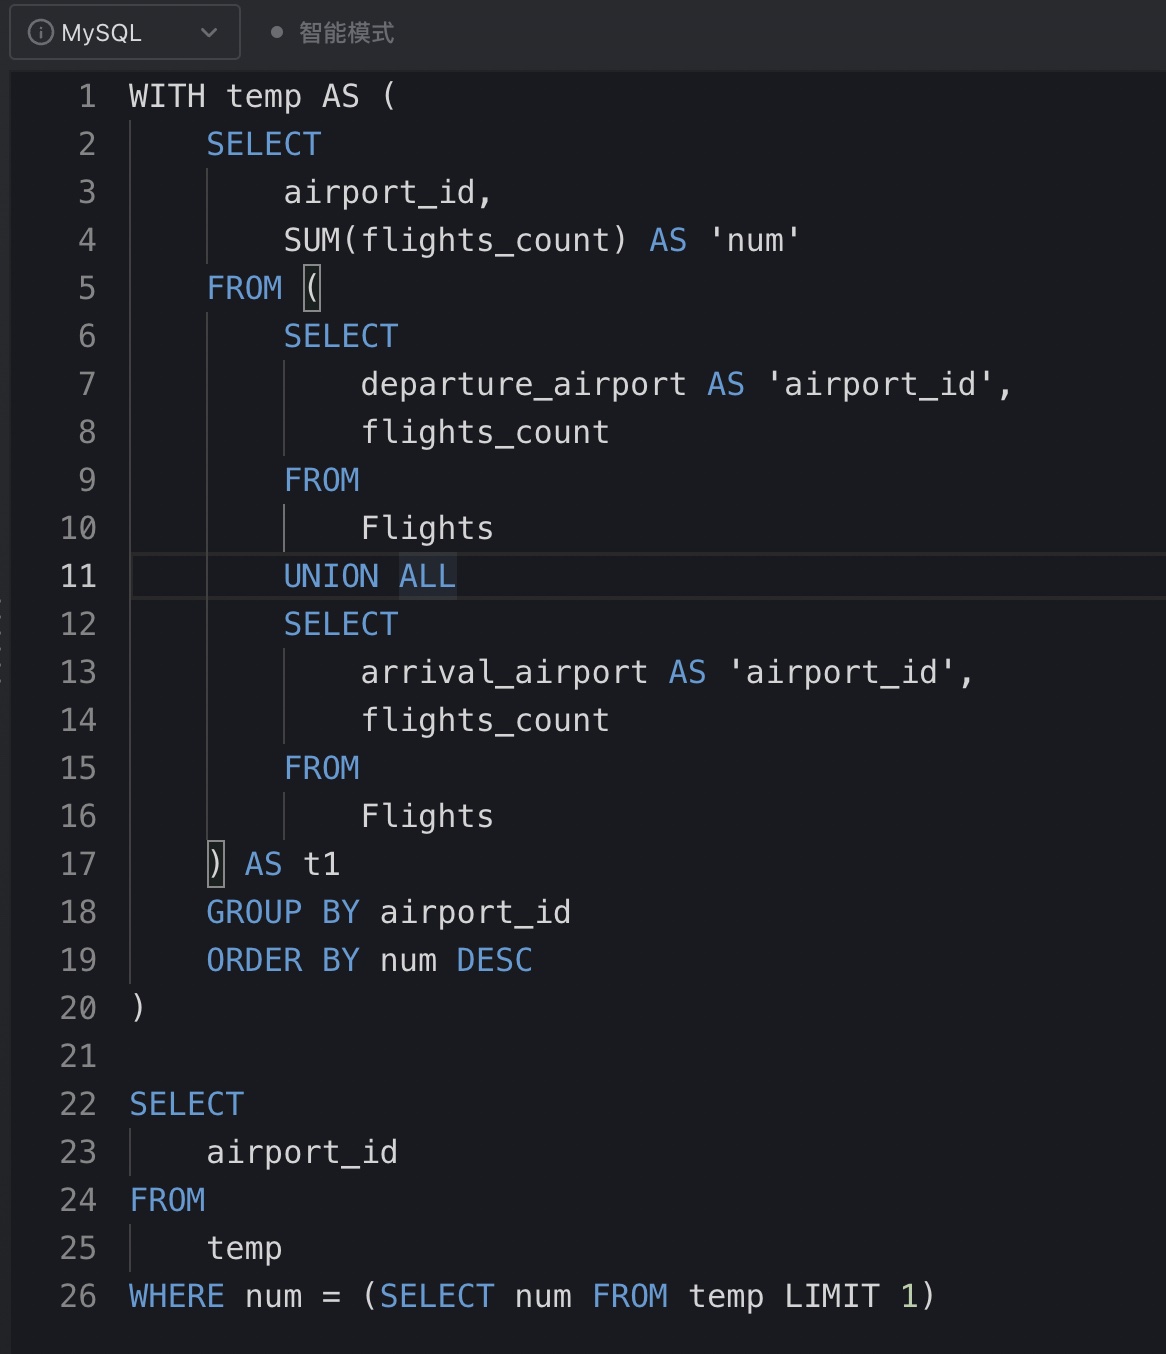 MySQL 智能模式
1 WITH temp AS (
2 SELECT
3 airport_id,
4 SUM(flights_count) AS 'num'
5 FROM (
6 SELECT
7 departure_airport AS 'airport_id',
8 flights_count
9 FROM
10 Flights
11 UNION ALL
12 SELECT
13 arrival_airport AS 'airport_id',
14 flights_count
15 FROM
16 Flights
17 ) AS t1
18 GROUP BY airport_id
19 ORDER BY num DESC
20 )
21
22 SELECT
23 airport_id
24 FROM
25 temp
26 WHERE num = (SELECT num FROM temp LIMIT 1)